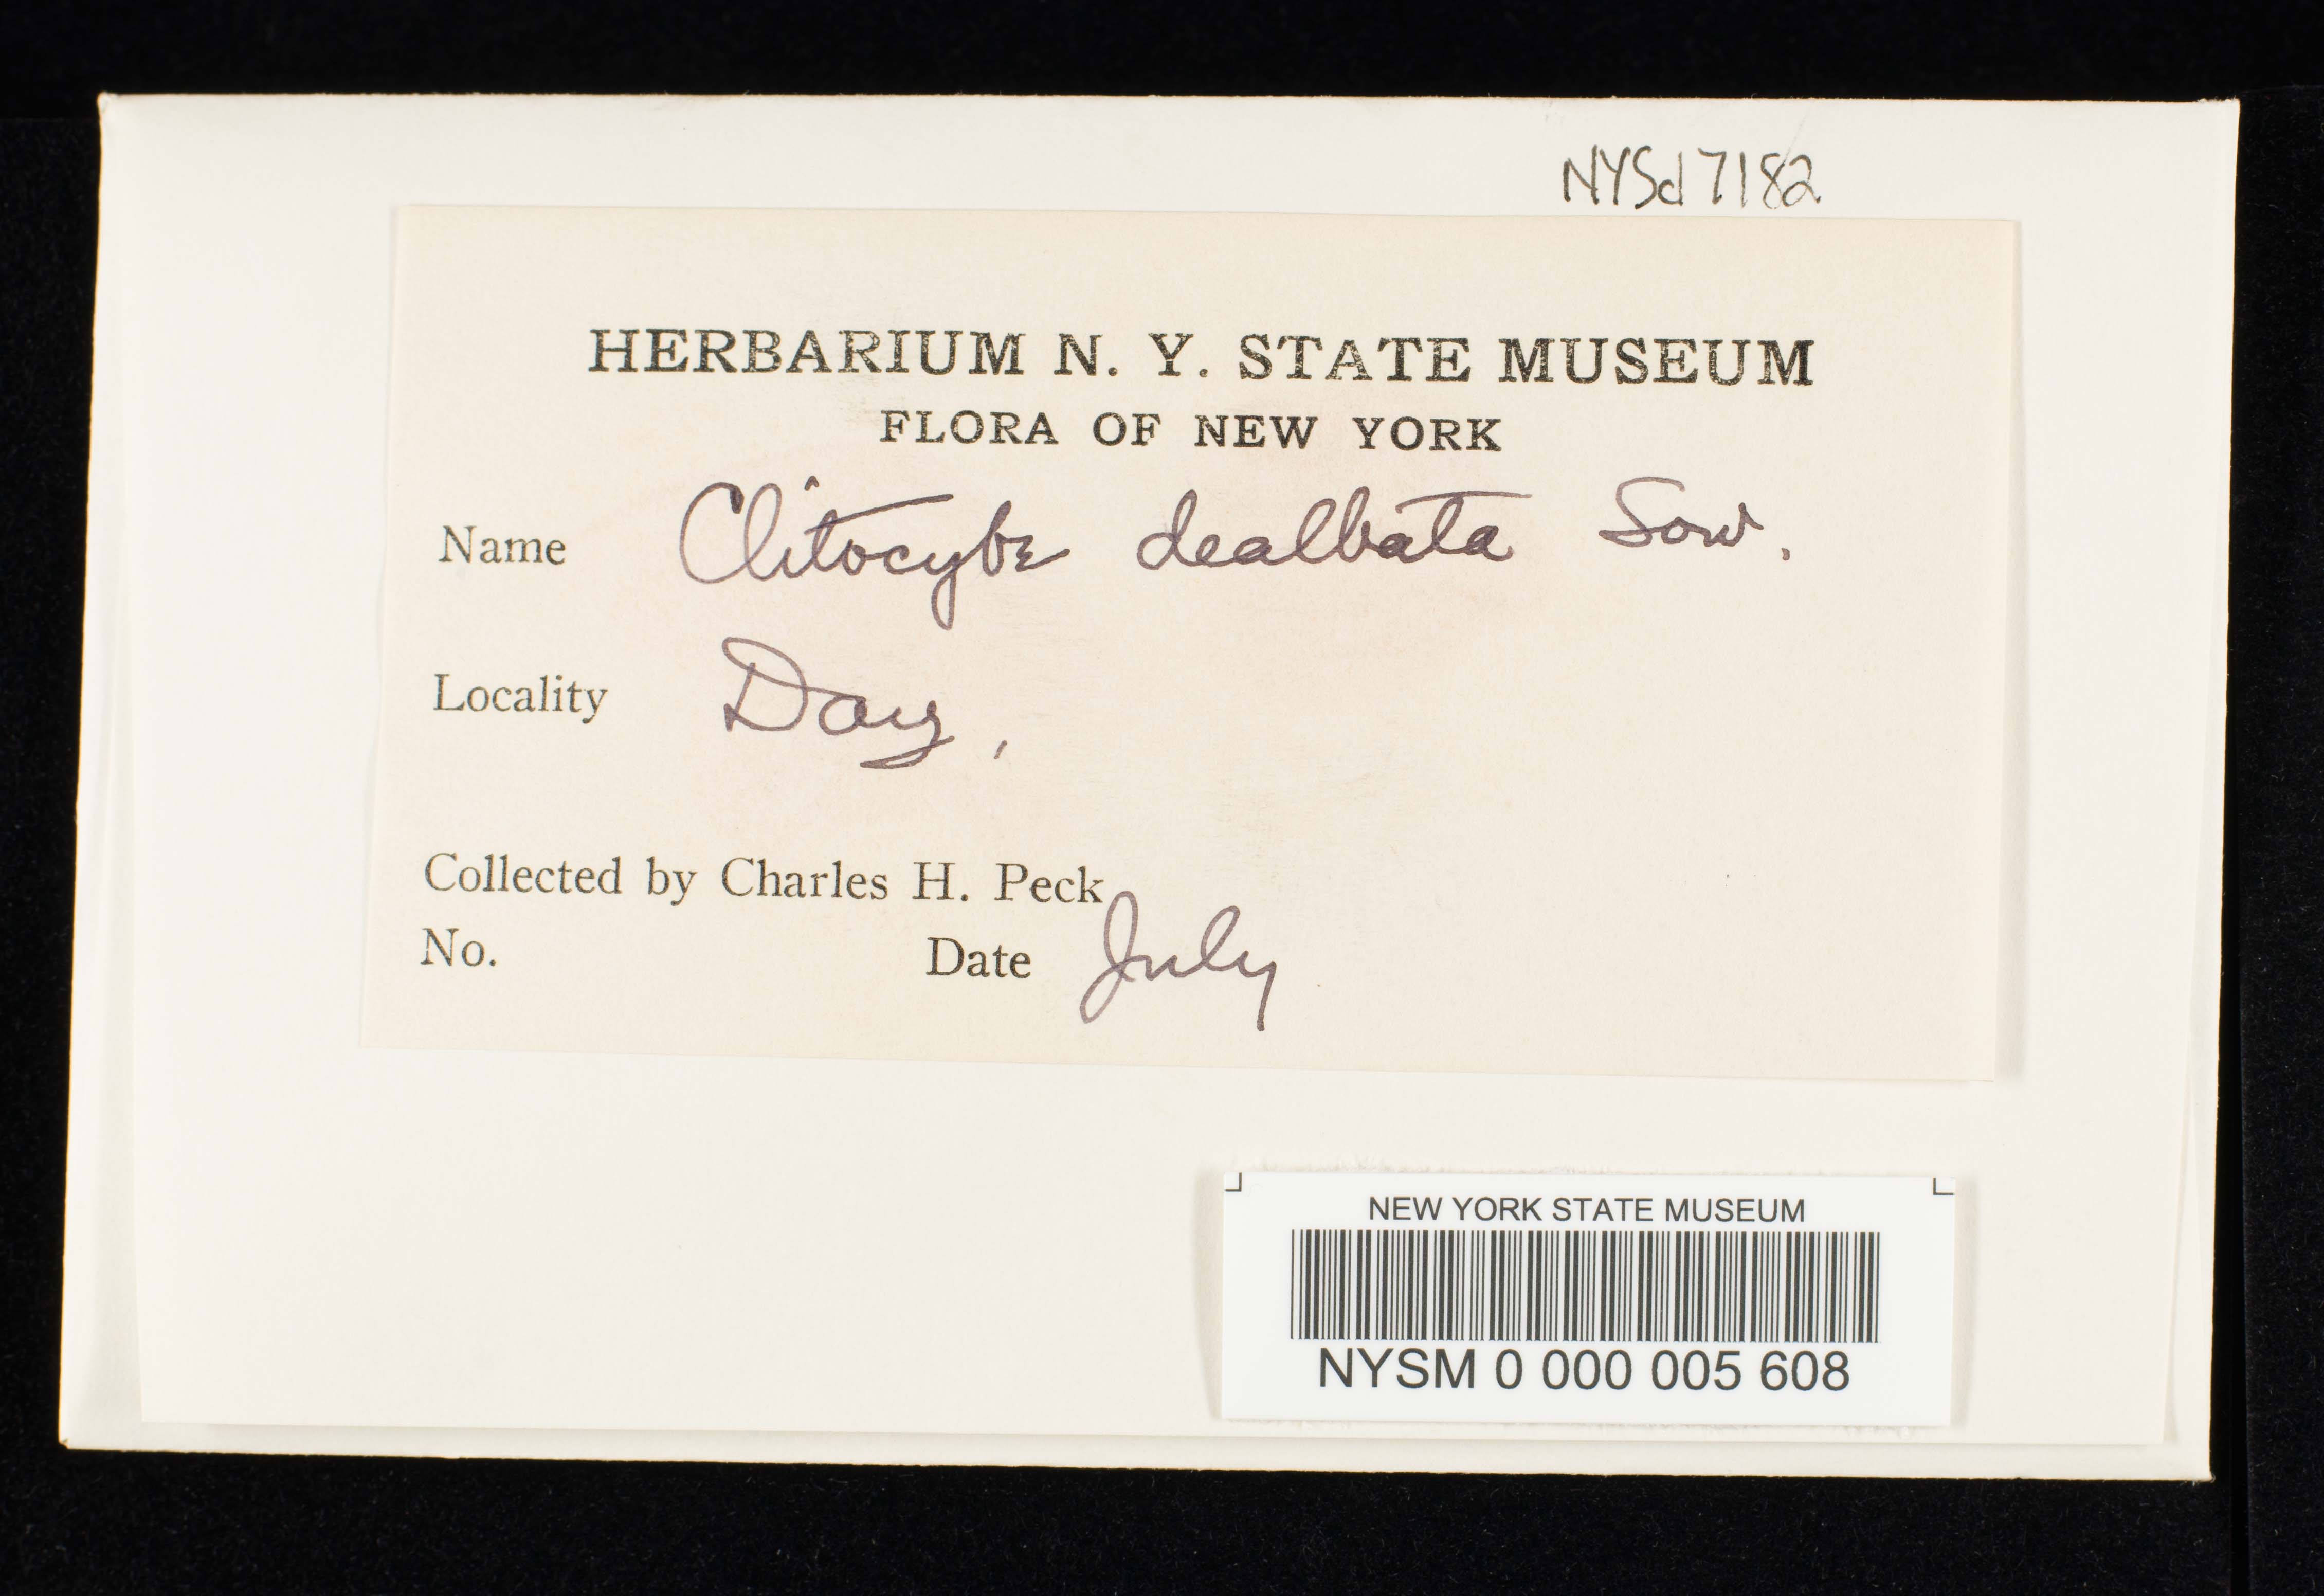 NYSd 7182
HERBARIUM N. Y. STATE MUSEUM
FLORA OF NEW YORK
Name Clitocybe dealbata Sow.
Locality Day,
Collected by Charles H. Peck
No. Date July
NEW YORK STATE MUSEUM
NYSM 0 000 005 608